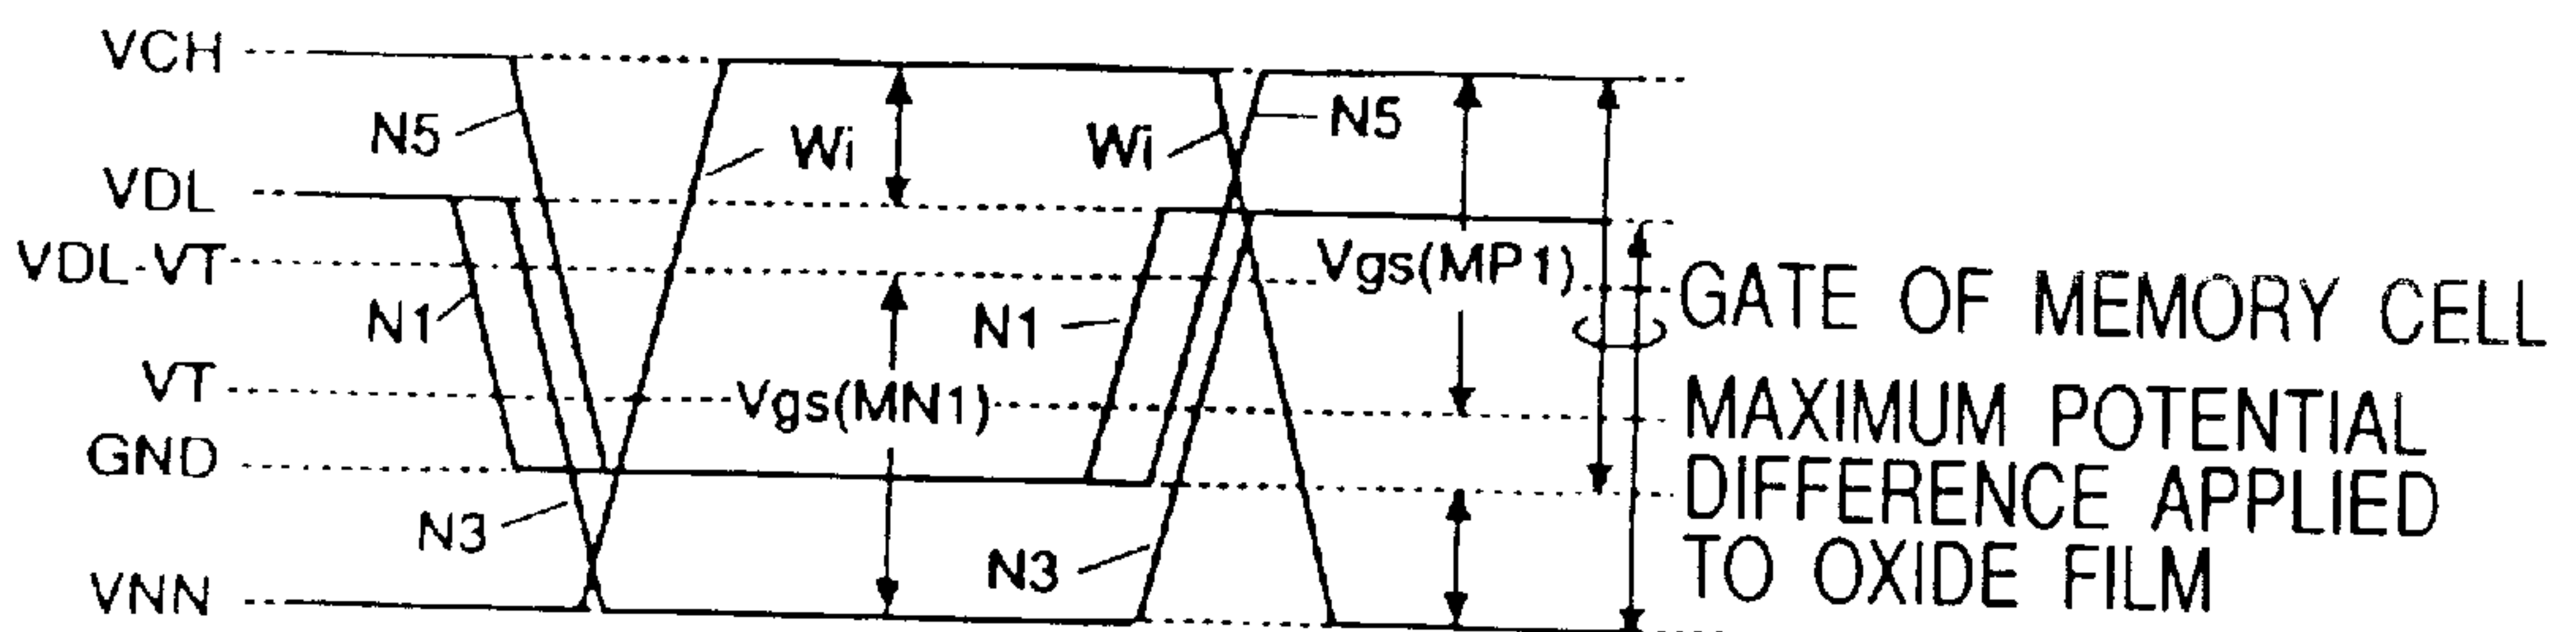 VCH
N5
Wi
Wi
N5
VDL
VDL-VT
Vgs(MP1)
GATE OF MEMORY CELL
N1
N1
VT
Vgs(MN1)
MAXIMUM POTENTIAL
GND
DIFFERENCE APPLIED
N3
N3
TO OXIDE FILM
VNN